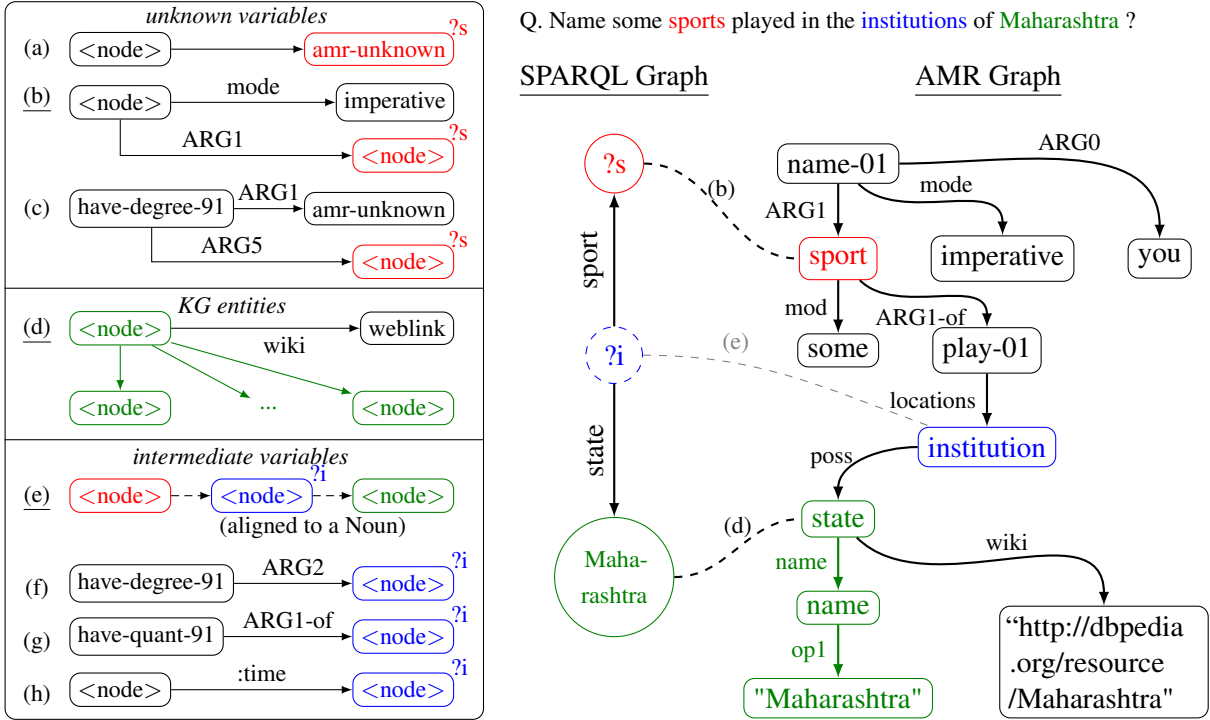 unknown variables
(a) <node> amr-unknown ?s
(b) <node> mode imperative
ARG1 <node> ?s
(c) have-degree-91 ARG1 amr-unknown
ARG5 <node> ?s
KG entities
(d) <node> wiki weblink
<node> ... <node>
intermediate variables
(e) <node> <node> ?i <node>
(aligned to a Noun)
(f) have-degree-91 ARG2 <node> ?i
(g) have-quant-91 ARG1-of <node> ?i
(h) <node> :time <node> ?i
Q. Name some sports played in the institutions of Maharashtra ?
SPARQL Graph
AMR Graph
?s
sport
?i
state
Maha-
rashtra
(b)
(e)
(d)
name-01
ARG0
mode
ARG1
sport
imperative
you
mod
ARG1-of
some
play-01
locations
institution
poss
state
wiki
name
name
op1
"Maharashtra"
“http://dbpedia
.org/resource
/Maharashtra"